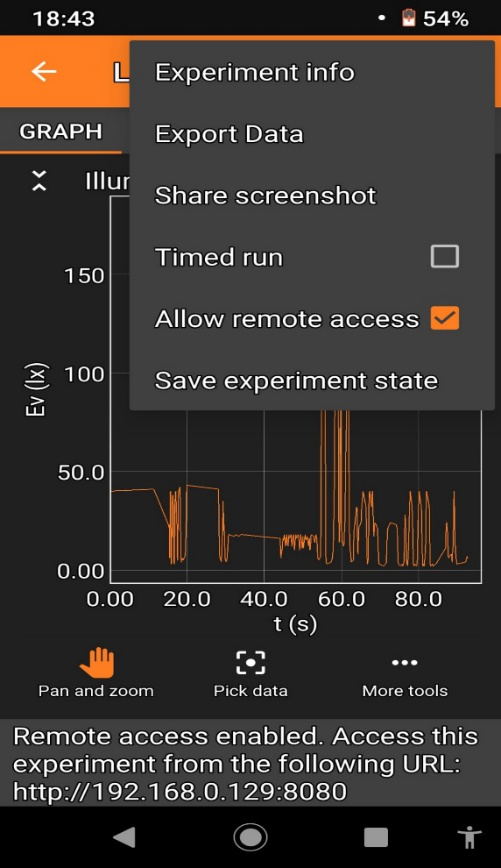 18:43
54%
L
Experiment info
GRAPH
Export Data
Illu
Share screenshot
Timed run
Allow remote access
Save experiment state
Ev (lx)
150
100
50.0
0.00
0.00 20.0 40.0 60.0 80.0
t (s)
Pan and zoom Pick data More tools
Remote access enabled. Access this
experiment from the following URL:
http://192.168.0.129:8080